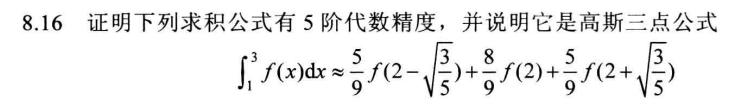 8.16 证明下列求积公式有 5 阶代数精度，并说明它是高斯三点公式
∫₁³ f(x)dx ≈ 5/9 f(2−√(3/5)) + 8/9 f(2) + 5/9 f(2+√(3/5))